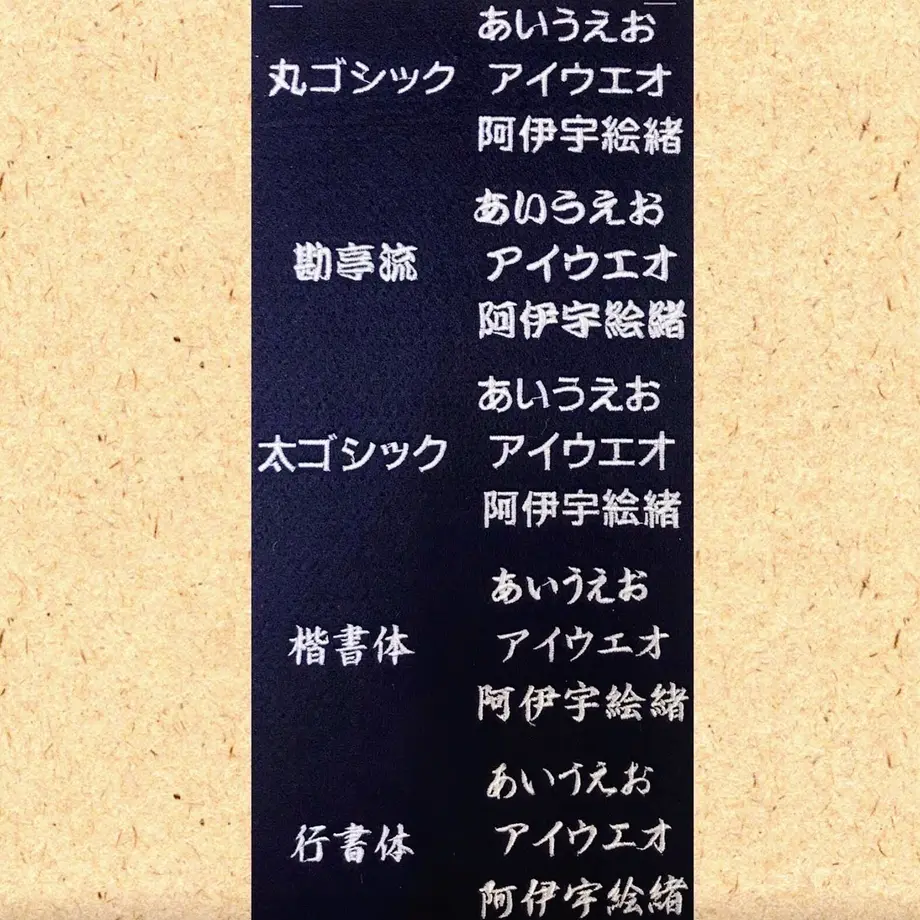 あいうえお
丸ゴシック アイウエオ
阿伊宇絵緒
あいうえお
勘亭流 アイウエオ
阿伊宇絵緒
あいうえお
太ゴシック アイウエオ
阿伊宇絵緒
あいうえお
楷書体 アイウエオ
阿伊宇絵緒
あいうえお
行書体 アイウエオ
阿伊宇絵緒